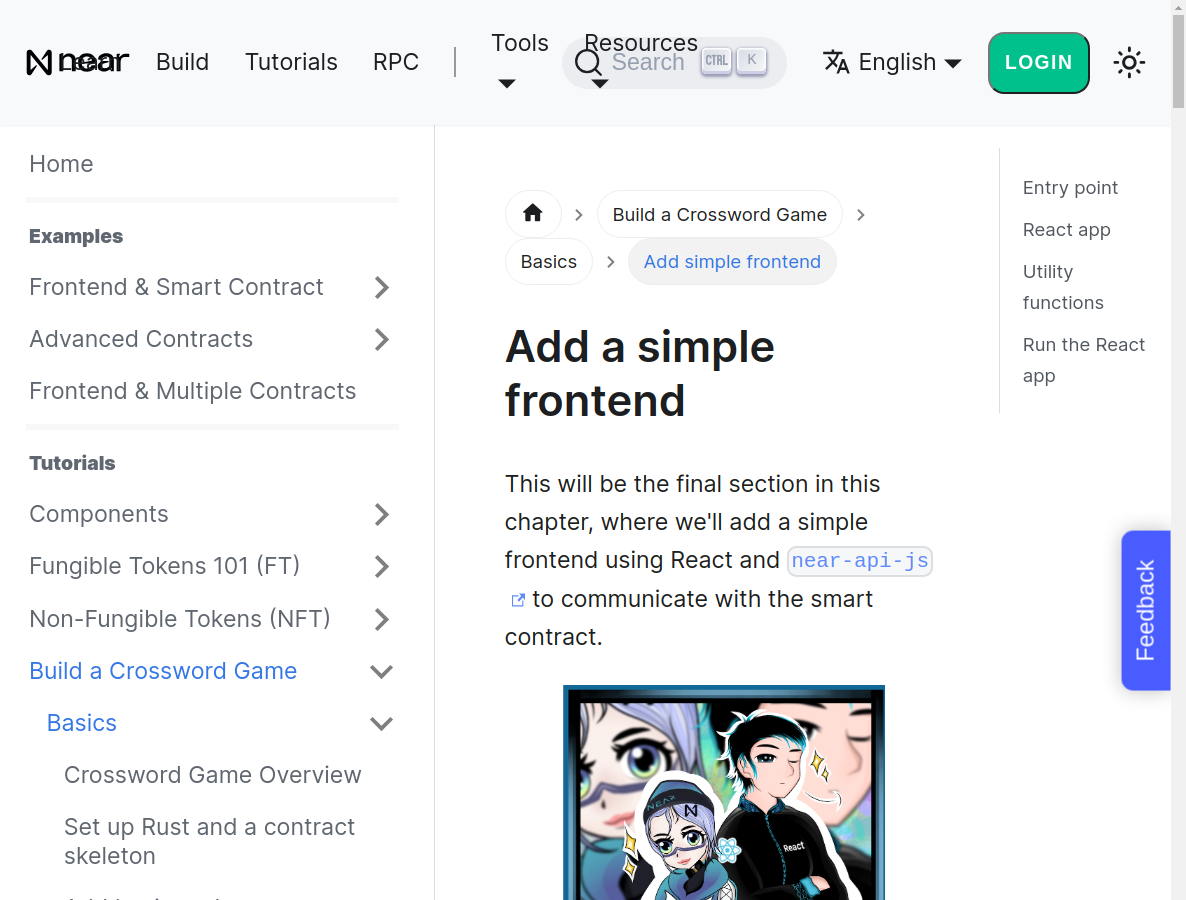 near
Learn
Build
Tutorials
RPC
Tools
Resources
Search
CTRL
K
English
LOGIN
Home
Examples
Frontend & Smart Contract
Advanced Contracts
Frontend & Multiple Contracts
Tutorials
Components
Fungible Tokens 101 (FT)
Non-Fungible Tokens (NFT)
Build a Crossword Game
Basics
Crossword Game Overview
Set up Rust and a contract
skeleton
Build a Crossword Game
Basics
Add simple frontend
Add a simple
frontend
This will be the final section in this
chapter, where we'll add a simple
frontend using React and near-api-js
to communicate with the smart
contract.
NEAR
React
Entry point
React app
Utility
functions
Run the React
app
Feedback